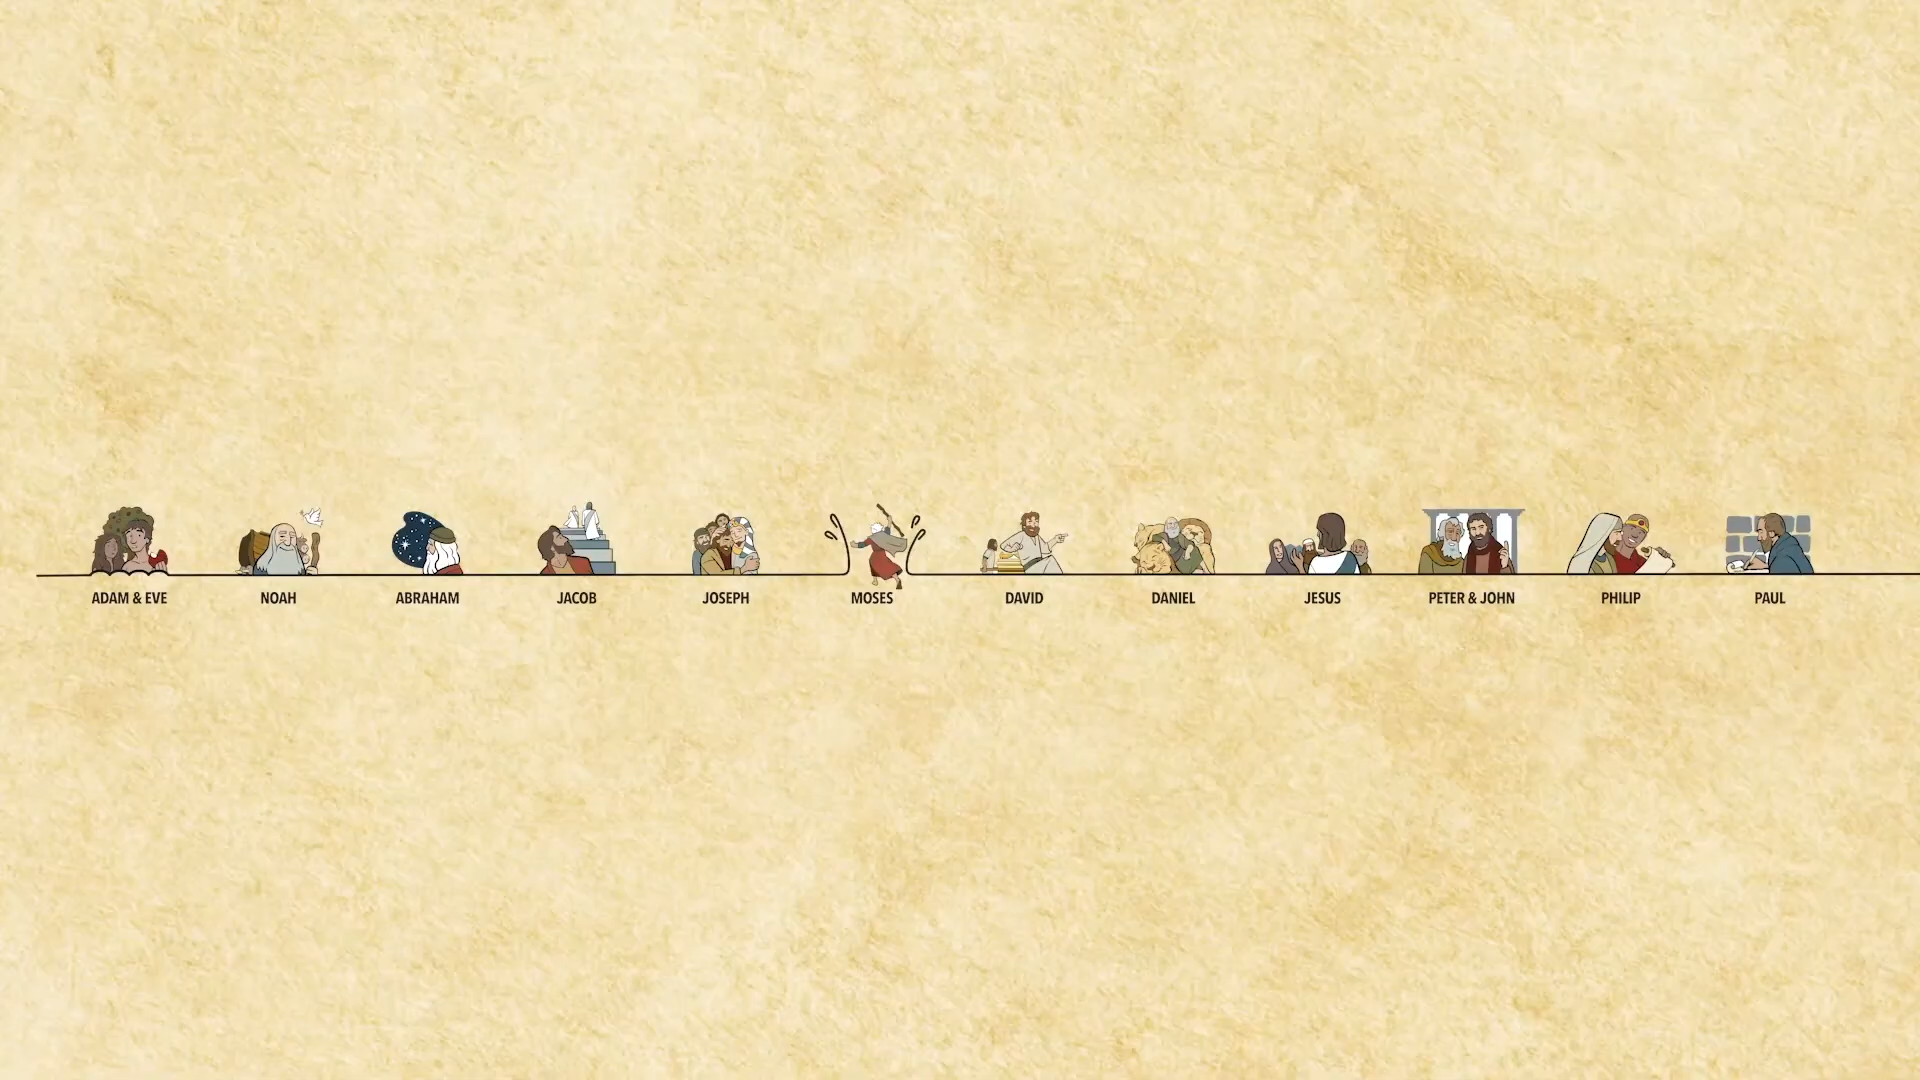 ADAM & EVE
NOAH
ABRAHAM
JACOB
JOSEPH
MOSES
DAVID
DANIEL
JESUS
PETER & JOHN
PHILIP
PAUL